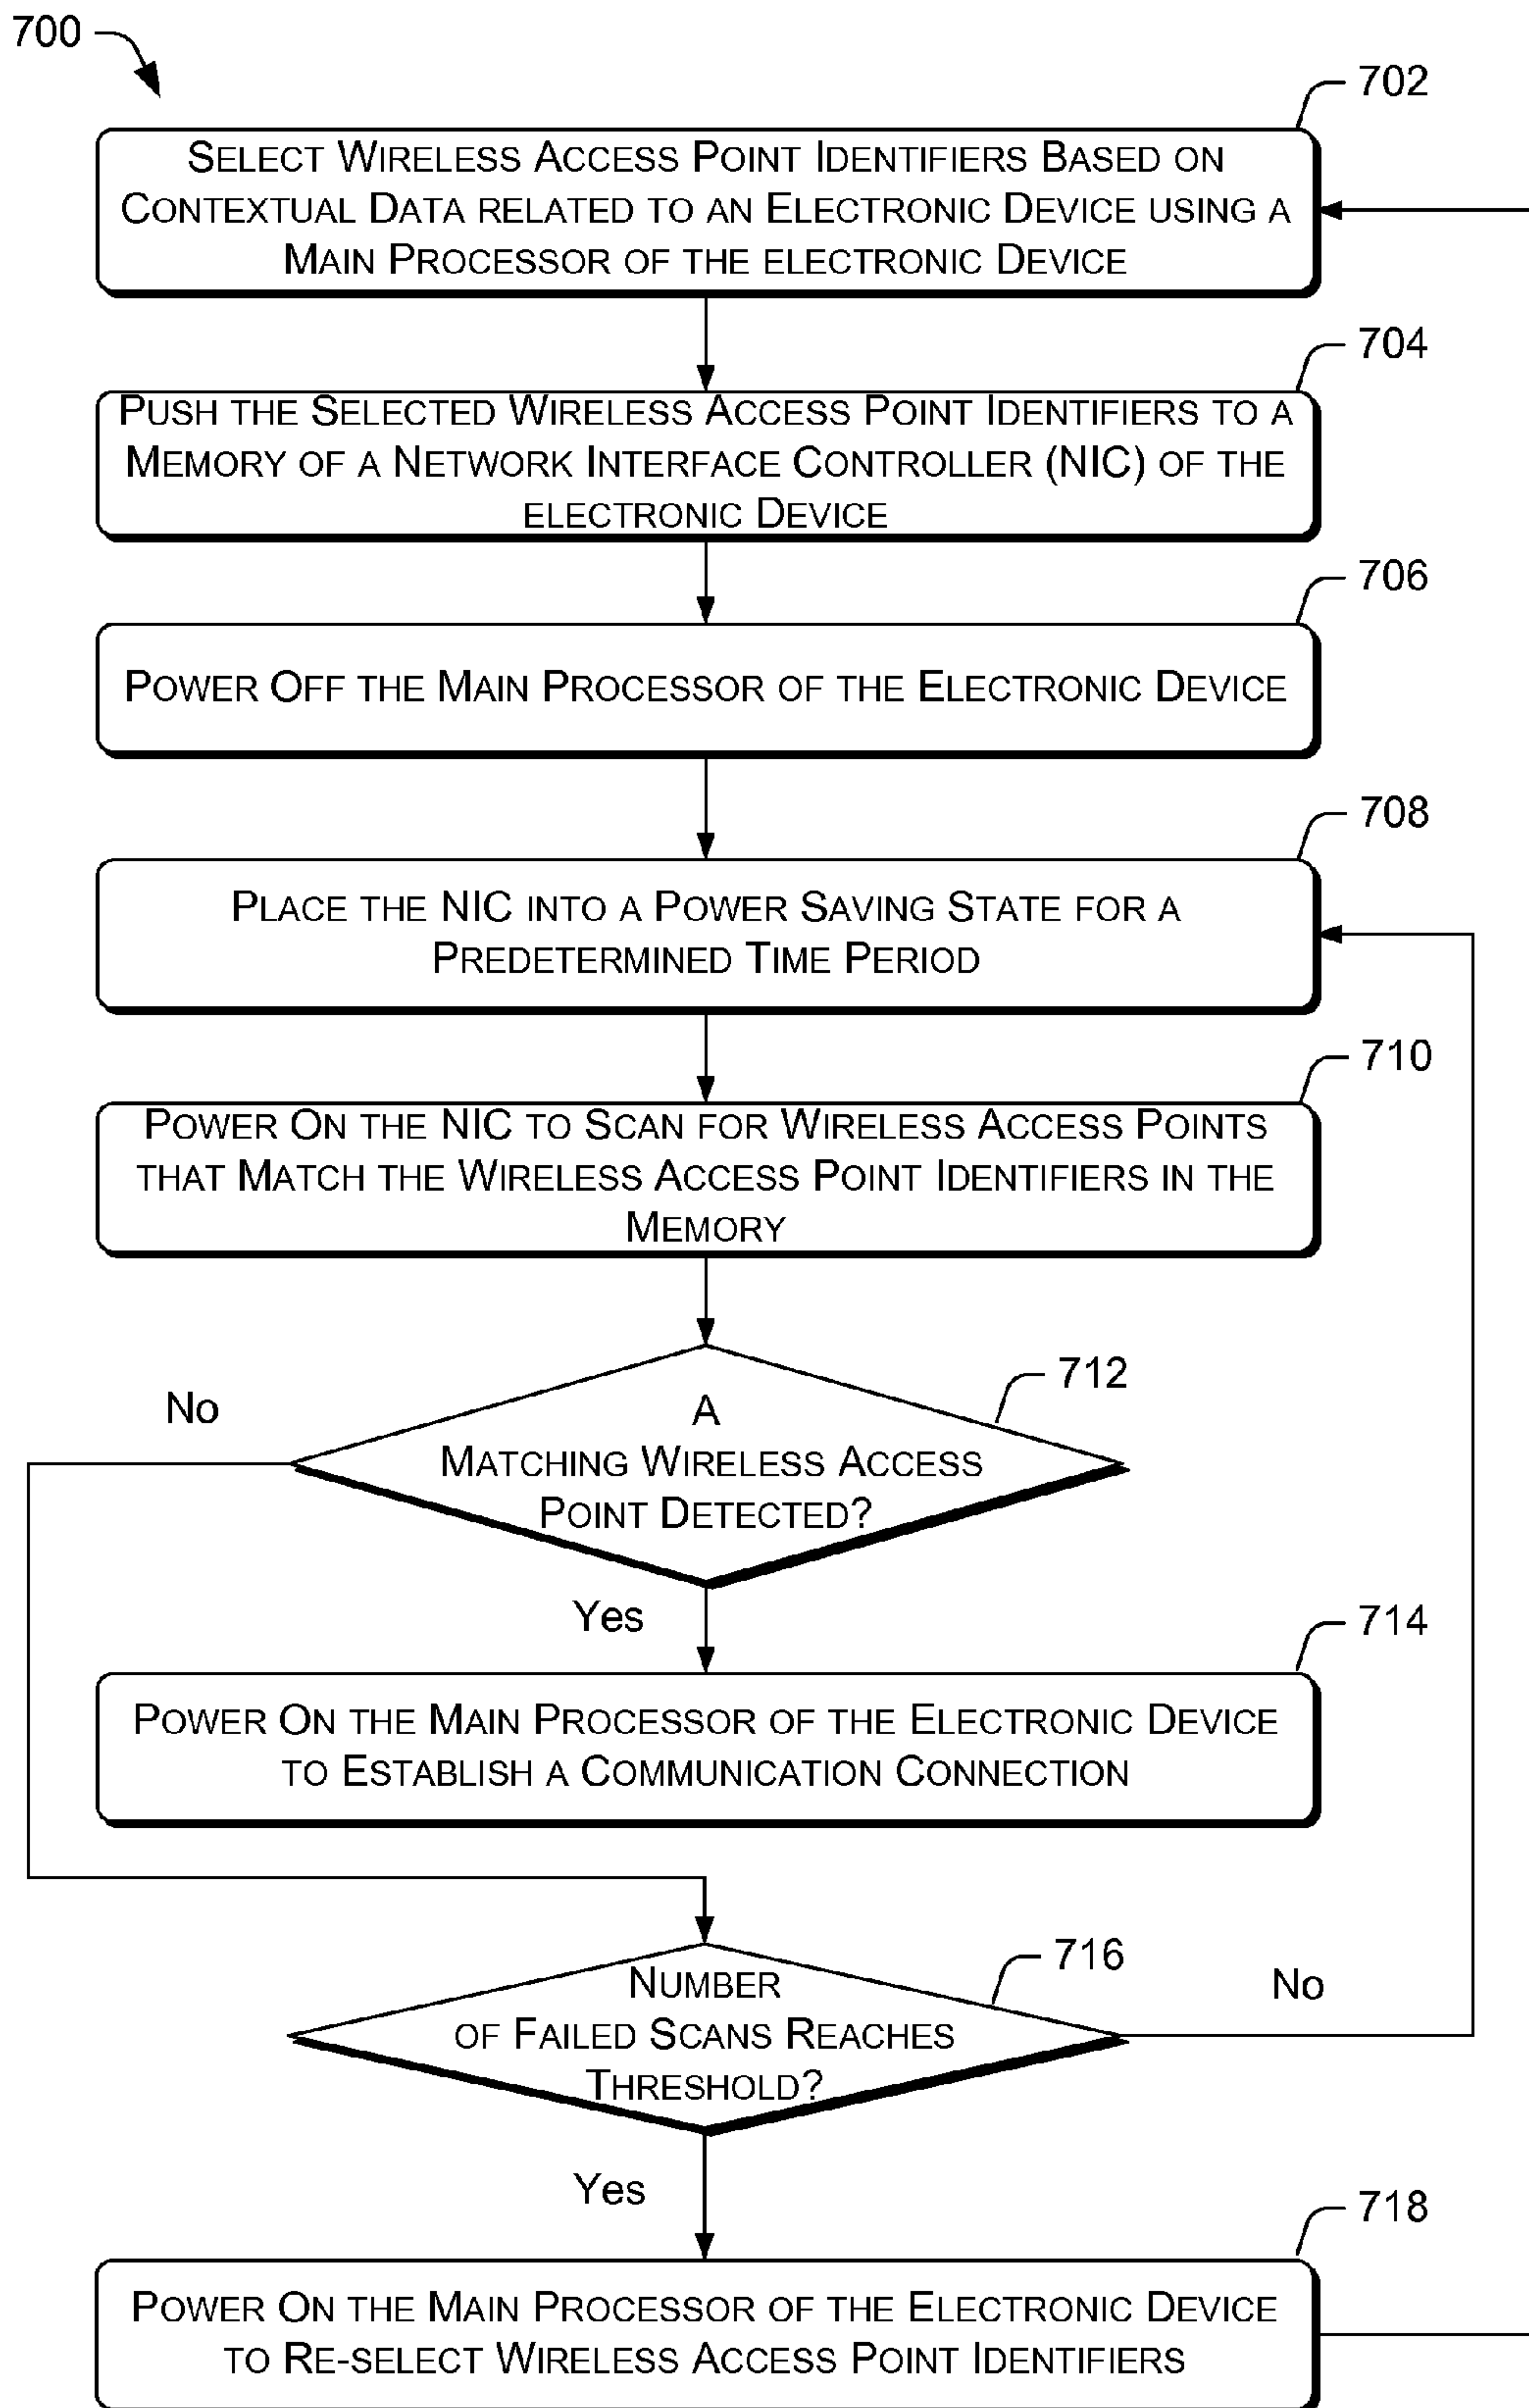 700
702
SELECT WIRELESS ACCESS POINT IDENTIFIERS BASED ON
CONTEXTUAL DATA RELATED TO AN ELECTRONIC DEVICE USING A
MAIN PROCESSOR OF THE ELECTRONIC DEVICE
704
PUSH THE SELECTED WIRELESS ACCESS POINT IDENTIFIERS TO A
MEMORY OF A NETWORK INTERFACE CONTROLLER (NIC) OF THE
ELECTRONIC DEVICE
706
POWER OFF THE MAIN PROCESSOR OF THE ELECTRONIC DEVICE
708
PLACE THE NIC INTO A POWER SAVING STATE FOR A
PREDETERMINED TIME PERIOD
710
POWER ON THE NIC TO SCAN FOR WIRELESS ACCESS POINTS
THAT MATCH THE WIRELESS ACCESS POINT IDENTIFIERS IN THE
MEMORY
712
No
A
MATCHING WIRELESS ACCESS
POINT DETECTED?
Yes
714
POWER ON THE MAIN PROCESSOR OF THE ELECTRONIC DEVICE
TO ESTABLISH A COMMUNICATION CONNECTION
716
No
NUMBER
OF FAILED SCANS REACHES
THRESHOLD?
Yes
718
POWER ON THE MAIN PROCESSOR OF THE ELECTRONIC DEVICE
TO RE-SELECT WIRELESS ACCESS POINT IDENTIFIERS